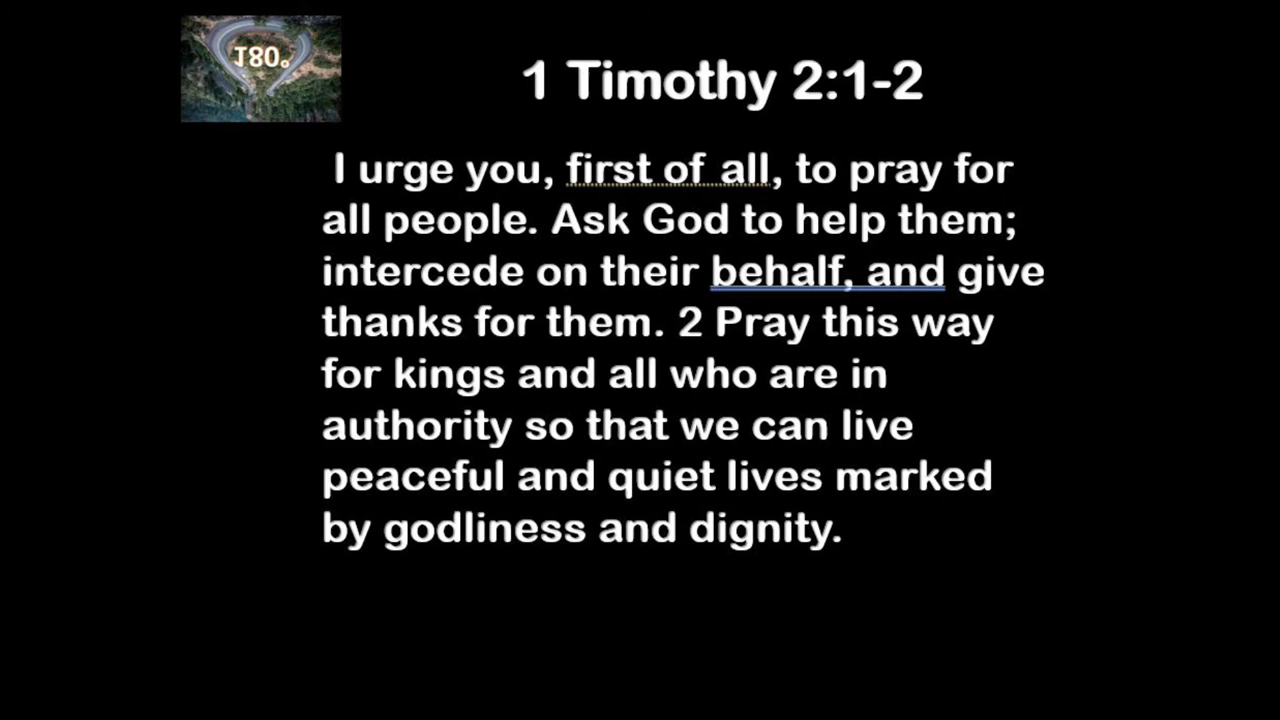 180°
1 Timothy 2:1-2
I urge you, first of all, to pray for
all people. Ask God to help them;
intercede on their behalf, and give
thanks for them. 2 Pray this way
for kings and all who are in
authority so that we can live
peaceful and quiet lives marked
by godliness and dignity.